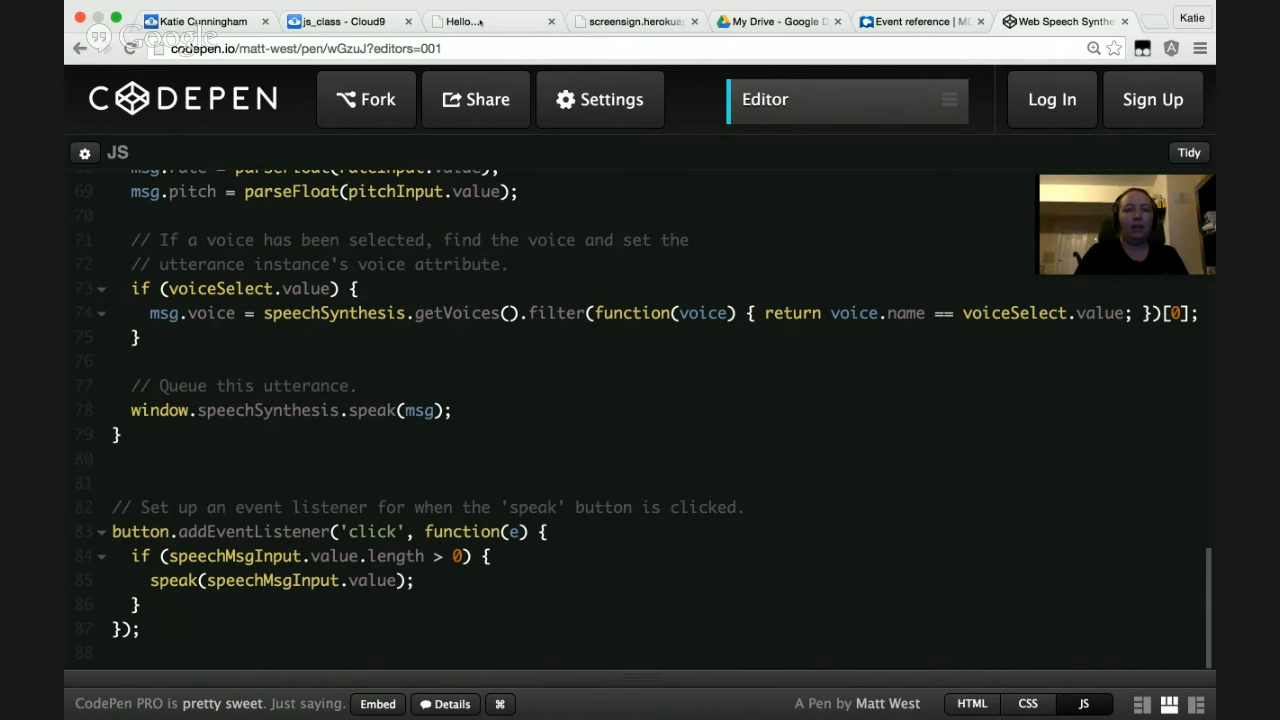 Katie Cunningham
js_class - Cloud9
Hello...
screensign.herokuap
My Drive - Google D
Event reference | M
Web Speech Synthe
Katie
Google
codepen.io/matt-west/pen/wGzuJ?editors=001
CODEPEN
Fork
Share
Settings
Editor
Log In
Sign Up
JS
Tidy
msg.rate = parseFloat(rateInput.value);
69 msg.pitch = parseFloat(pitchInput.value);
70
71 // If a voice has been selected, find the voice and set the
72 // utterance instance's voice attribute.
73 if (voiceSelect.value) {
74 msg.voice = speechSynthesis.getVoices().filter(function(voice) { return voice.name == voiceSelect.value; })[0];
75 }
76
77 // Queue this utterance.
78 window.speechSynthesis.speak(msg);
79 }
80
81
82 // Set up an event listener for when the 'speak' button is clicked.
83 button.addEventListener('click', function(e) {
84 if (speechMsgInput.value.length > 0) {
85 speak(speechMsgInput.value);
86 }
87 });
88
CodePen PRO is pretty sweet. Just saying.
Embed
Details
⌘
A Pen by Matt West
HTML
CSS
JS